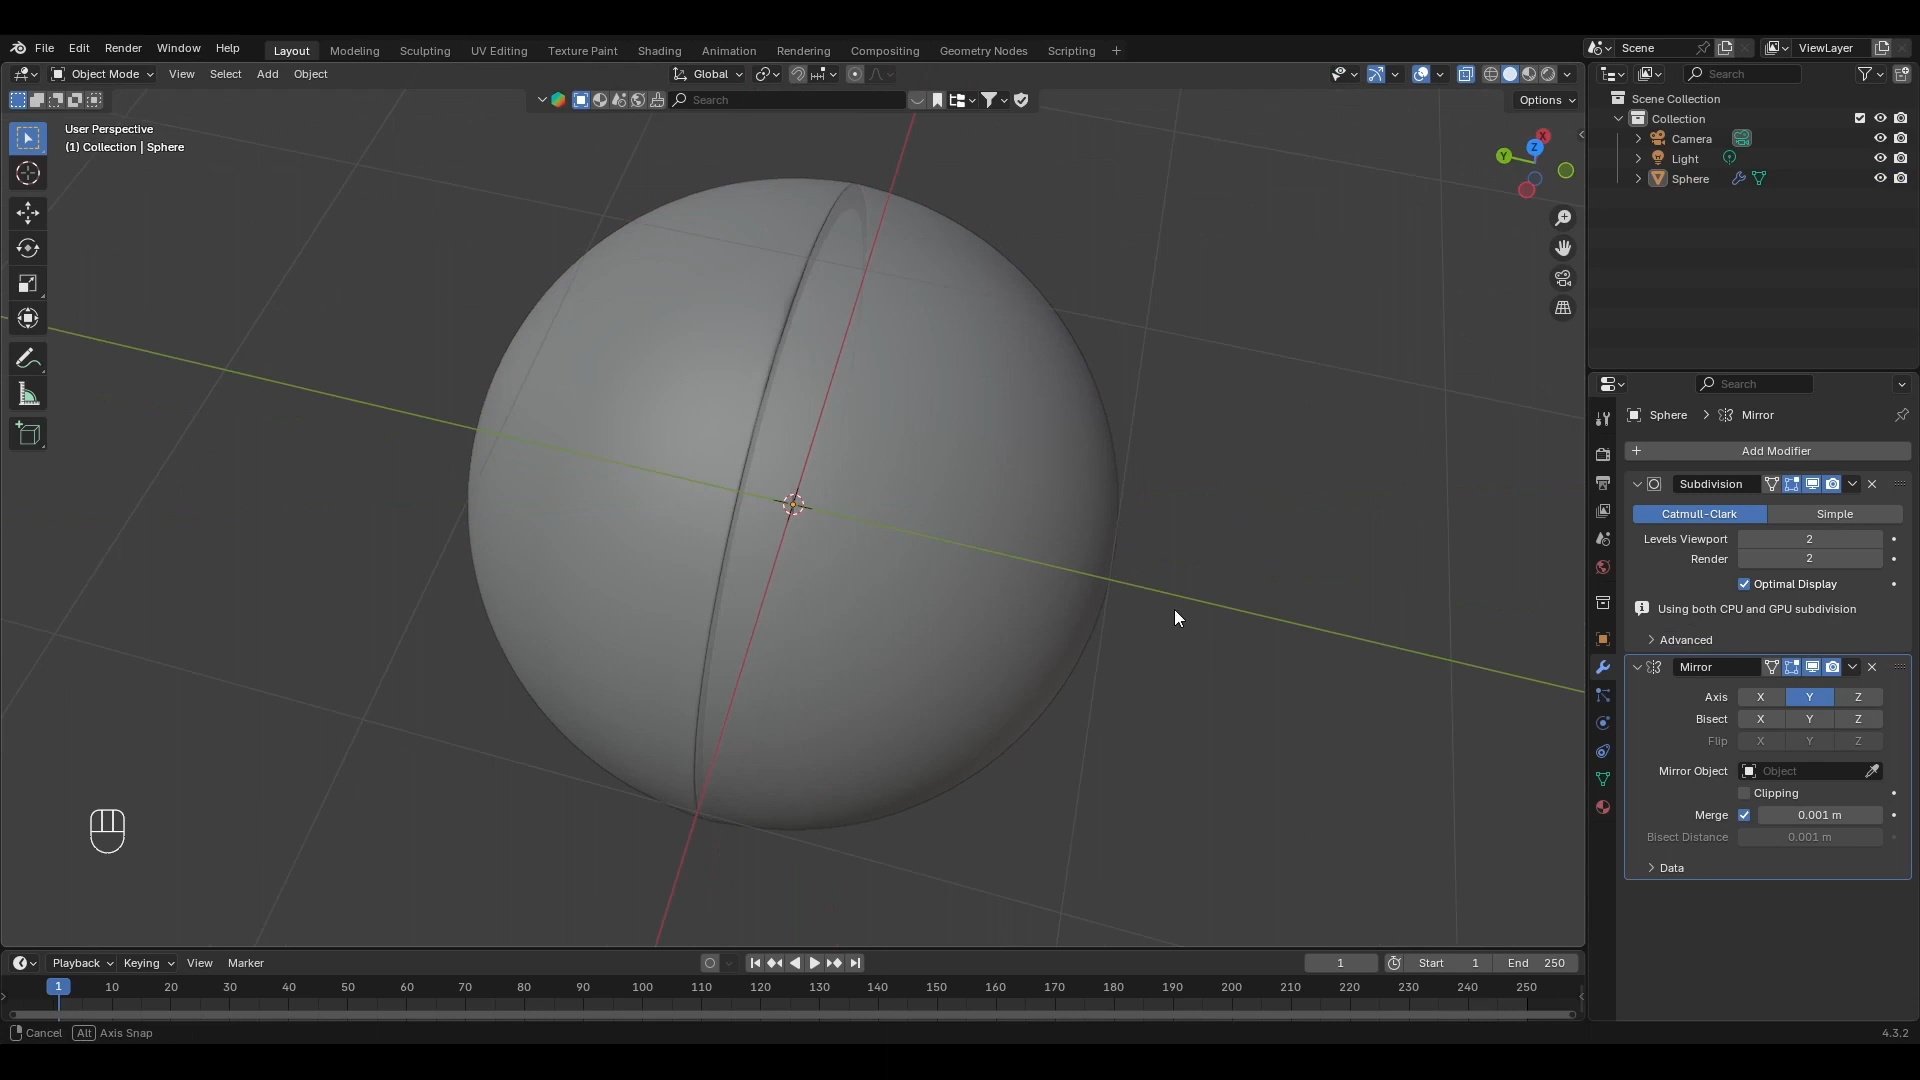 File Edit Render Window Help Layout Modeling Sculpting UV Editing Texture Paint Shading Animation Rendering Compositing Geometry Nodes Scripting + Scene ViewLayer
Object Mode View Select Add Object Global Search
Search Options
User Perspective
(1) Collection | Sphere
X
Y
Z
Scene Collection
Collection
Camera
Light
Sphere
Search
Sphere > Mirror
+ Add Modifier
Subdivision
Catmull-Clark Simple
Levels Viewport 2
Render 2
Optimal Display
Using both CPU and GPU subdivision
Advanced
Mirror
Axis X Y Z
Bisect X Y Z
Flip X Y Z
Mirror Object Object
Clipping
Merge 0.001 m
Bisect Distance 0.001 m
Data
Playback Keying View Marker 1 Start 1 End 250
1 10 20 30 40 50 60 70 80 90 100 110 120 130 140 150 160 170 180 190 200 210 220 230 240 250
Cancel Alt Axis Snap 4.3.2